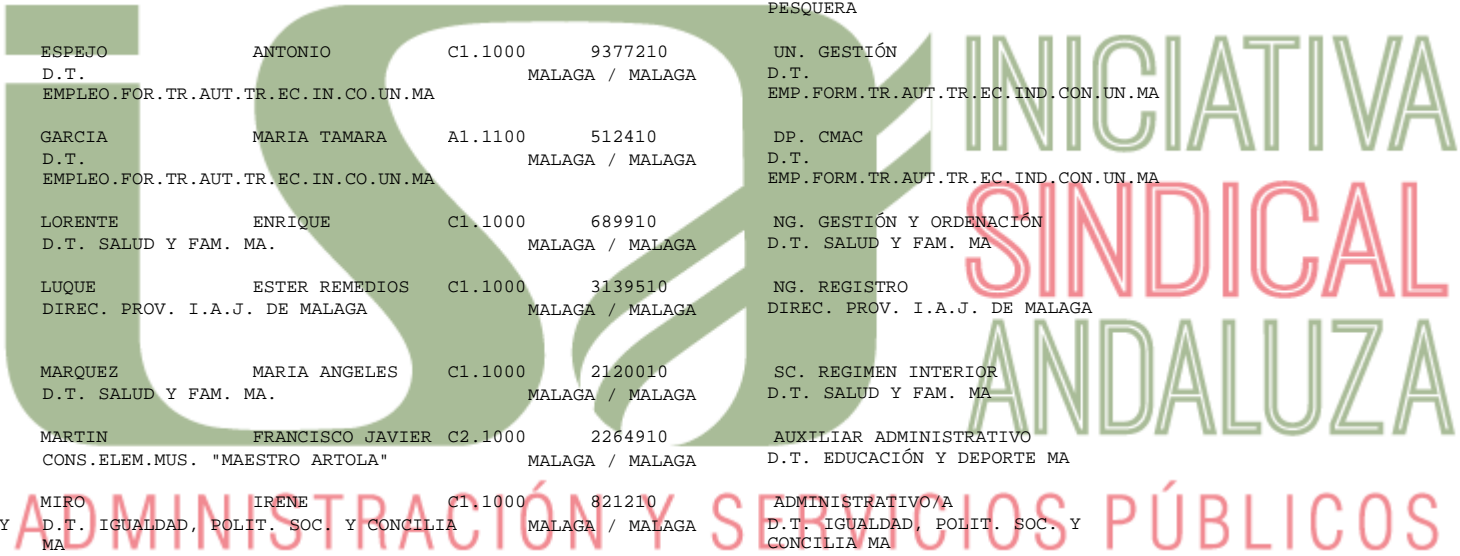 PESQUERA
ESPEJO ANTONIO C1.1000 9377210 UN. GESTIÓN
D.T. MALAGA / MALAGA D.T.
EMPLEO.FOR.TR.AUT.TR.EC.IN.CO.UN.MA EMP.FORM.TR.AUT.TR.EC.IND.CON.UN.MA
GARCIA MARIA TAMARA A1.1100 512410 DP. CMAC
D.T. MALAGA / MALAGA D.T.
EMPLEO.FOR.TR.AUT.TR.EC.IN.CO.UN.MA EMP.FORM.TR.AUT.TR.EC.IND.CON.UN.MA
LORENTE ENRIQUE C1.1000 689910 NG. GESTIÓN Y ORDENACIÓN
D.T. SALUD Y FAM. MA. MALAGA / MALAGA D.T. SALUD Y FAM. MA
LUQUE ESTER REMEDIOS C1.1000 3139510 NG. REGISTRO
DIREC. PROV. I.A.J. DE MALAGA MALAGA / MALAGA DIREC. PROV. I.A.J. DE MALAGA
MARQUEZ MARIA ANGELES C1.1000 2120010 SC. REGIMEN INTERIOR
D.T. SALUD Y FAM. MA. MALAGA / MALAGA D.T. SALUD Y FAM. MA
MARTIN FRANCISCO JAVIER C2.1000 2264910 AUXILIAR ADMINISTRATIVO
CONS.ELEM.MUS. "MAESTRO ARTOLA" MALAGA / MALAGA D.T. EDUCACIÓN Y DEPORTE MA
MIRO IRENE C1.1000 821210 ADMINISTRATIVO/A
Y D.T. IGUALDAD, POLIT. SOC. Y CONCILIA MALAGA / MALAGA D.T. IGUALDAD, POLIT. SOC. Y
MA CONCILIA MA
isa
INICIATIVA
SINDICAL
ANDALUZA
ADMINISTRACIÓN Y SERVICIOS PÚBLICOS